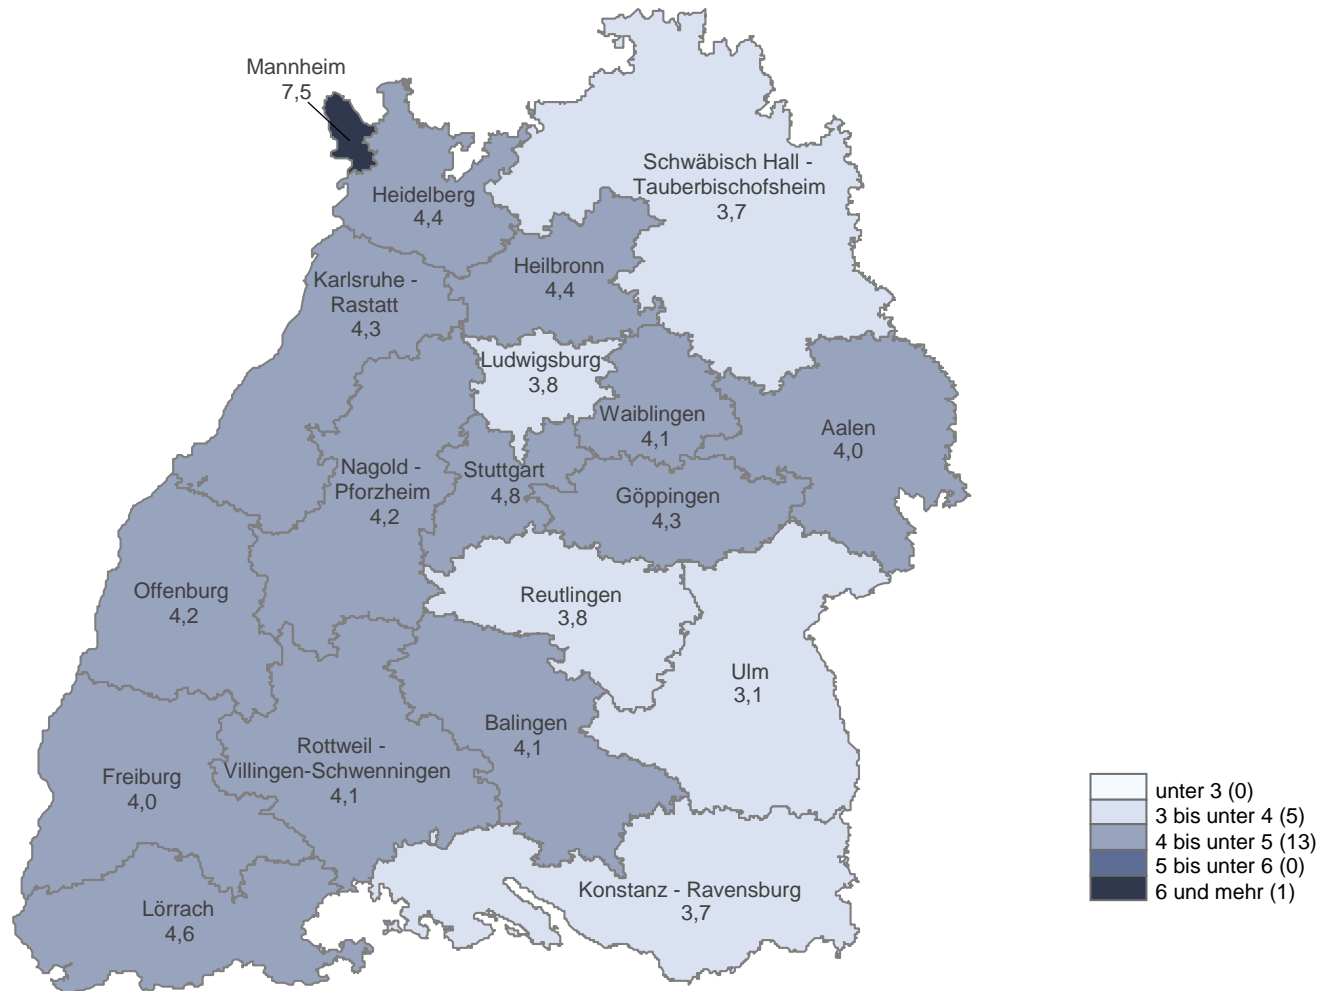 Mannheim
7,5
Schwäbisch Hall -
Tauberbischofsheim
3,7
Heidelberg
4,4
Heilbronn
4,4
Karlsruhe -
Rastatt
4,3
Ludwigsburg
3,8
Waiblingen
4,1
Aalen
4,0
Nagold -
Pforzheim
4,2
Stuttgart
4,8
Göppingen
4,3
Offenburg
4,2
Reutlingen
3,8
Ulm
3,1
Balingen
4,1
Rottweil -
Villingen-Schwenningen
4,1
Freiburg
4,0
Konstanz - Ravensburg
3,7
Lörrach
4,6
unter 3 (0)
3 bis unter 4 (5)
4 bis unter 5 (13)
5 bis unter 6 (0)
6 und mehr (1)